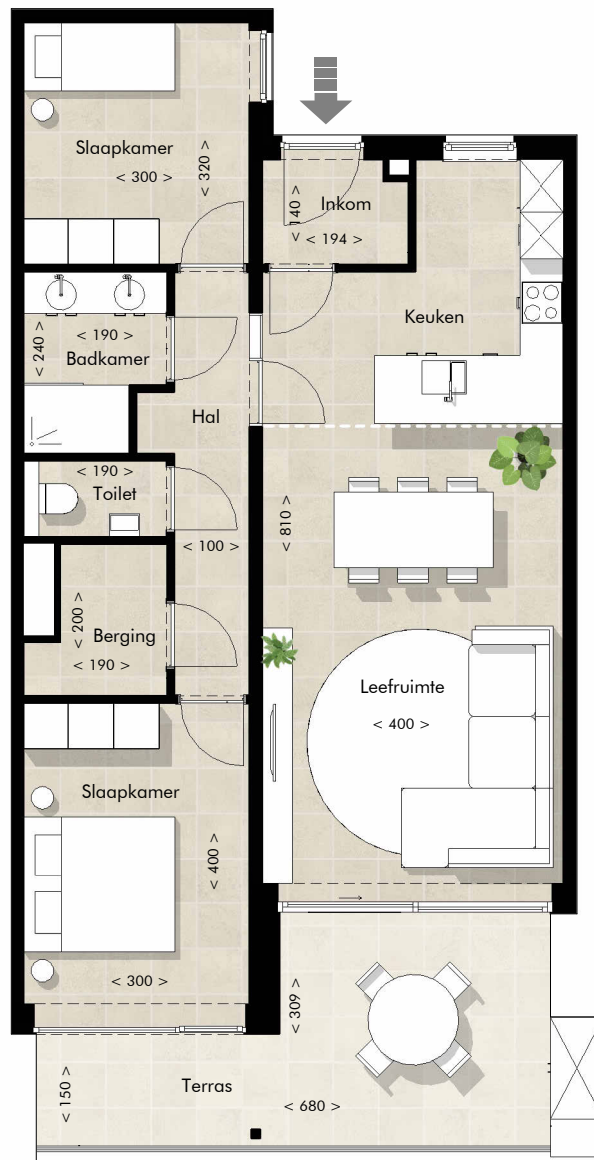 Slaapkamer
< 300 >
< 320 >
Inkom
< 140 >
< 194 >
Keuken
< 190 >
< 240 >
Badkamer
Hal
< 190 >
Toilet
< 100 >
< 810 >
< 200 >
Berging
< 190 >
Leefruimte
< 400 >
Slaapkamer
< 400 >
< 300 >
< 309 >
Terras
< 150 >
< 680 >